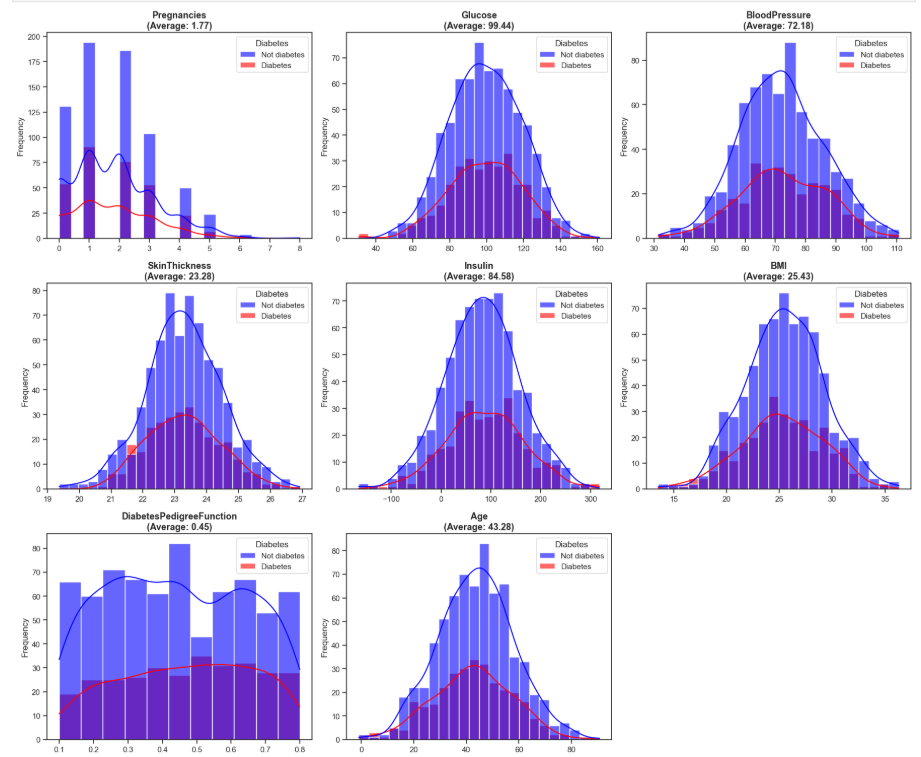 Pregnancies
(Average: 1.77)
Frequency
200
175
150
125
100
75
50
25
0
0 1 2 3 4 5 6 7 8
Diabetes
Not diabetes
Diabetes
Glucose
(Average: 99.44)
Frequency
70
60
50
40
30
20
10
0
40 60 80 100 120 140 160
Diabetes
Not diabetes
Diabetes
BloodPressure
(Average: 72.18)
Frequency
80
60
40
20
0
30 40 50 60 70 80 90 100 110
Diabetes
Not diabetes
Diabetes
SkinThickness
(Average: 23.28)
Frequency
80
70
60
50
40
30
20
10
0
19 20 21 22 23 24 25 26 27
Diabetes
Not diabetes
Diabetes
Insulin
(Average: 84.58)
Frequency
70
60
50
40
30
20
10
0
−100 0 100 200 300
Diabetes
Not diabetes
Diabetes
BMI
(Average: 25.43)
Frequency
80
70
60
50
40
30
20
10
0
15 20 25 30 35
Diabetes
Not diabetes
Diabetes
DiabetesPedigreeFunction
(Average: 0.45)
Frequency
80
70
60
50
40
30
20
10
0
0.1 0.2 0.3 0.4 0.5 0.6 0.7 0.8
Diabetes
Not diabetes
Diabetes
Age
(Average: 43.28)
Frequency
80
70
60
50
40
30
20
10
0
0 20 40 60 80
Diabetes
Not diabetes
Diabetes